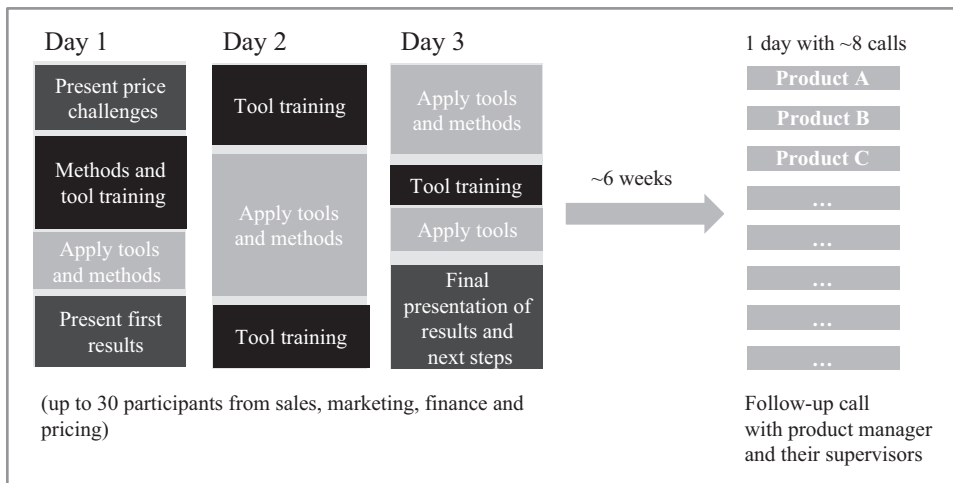 Day 1
Present price
challenges
Methods and
tool training
Apply tools
and methods
Present first
results
Day 2
Tool training
Apply tools
and methods
Tool training
Day 3
Apply tools
and methods
Tool training
Apply tools
Final
presentation of
results and
next steps
(up to 30 participants from sales, marketing, finance and
pricing)
~6 weeks
1 day with ~8 calls
Product A
Product B
Product C
...
...
...
...
...
Follow-up call
with product manager
and their supervisors